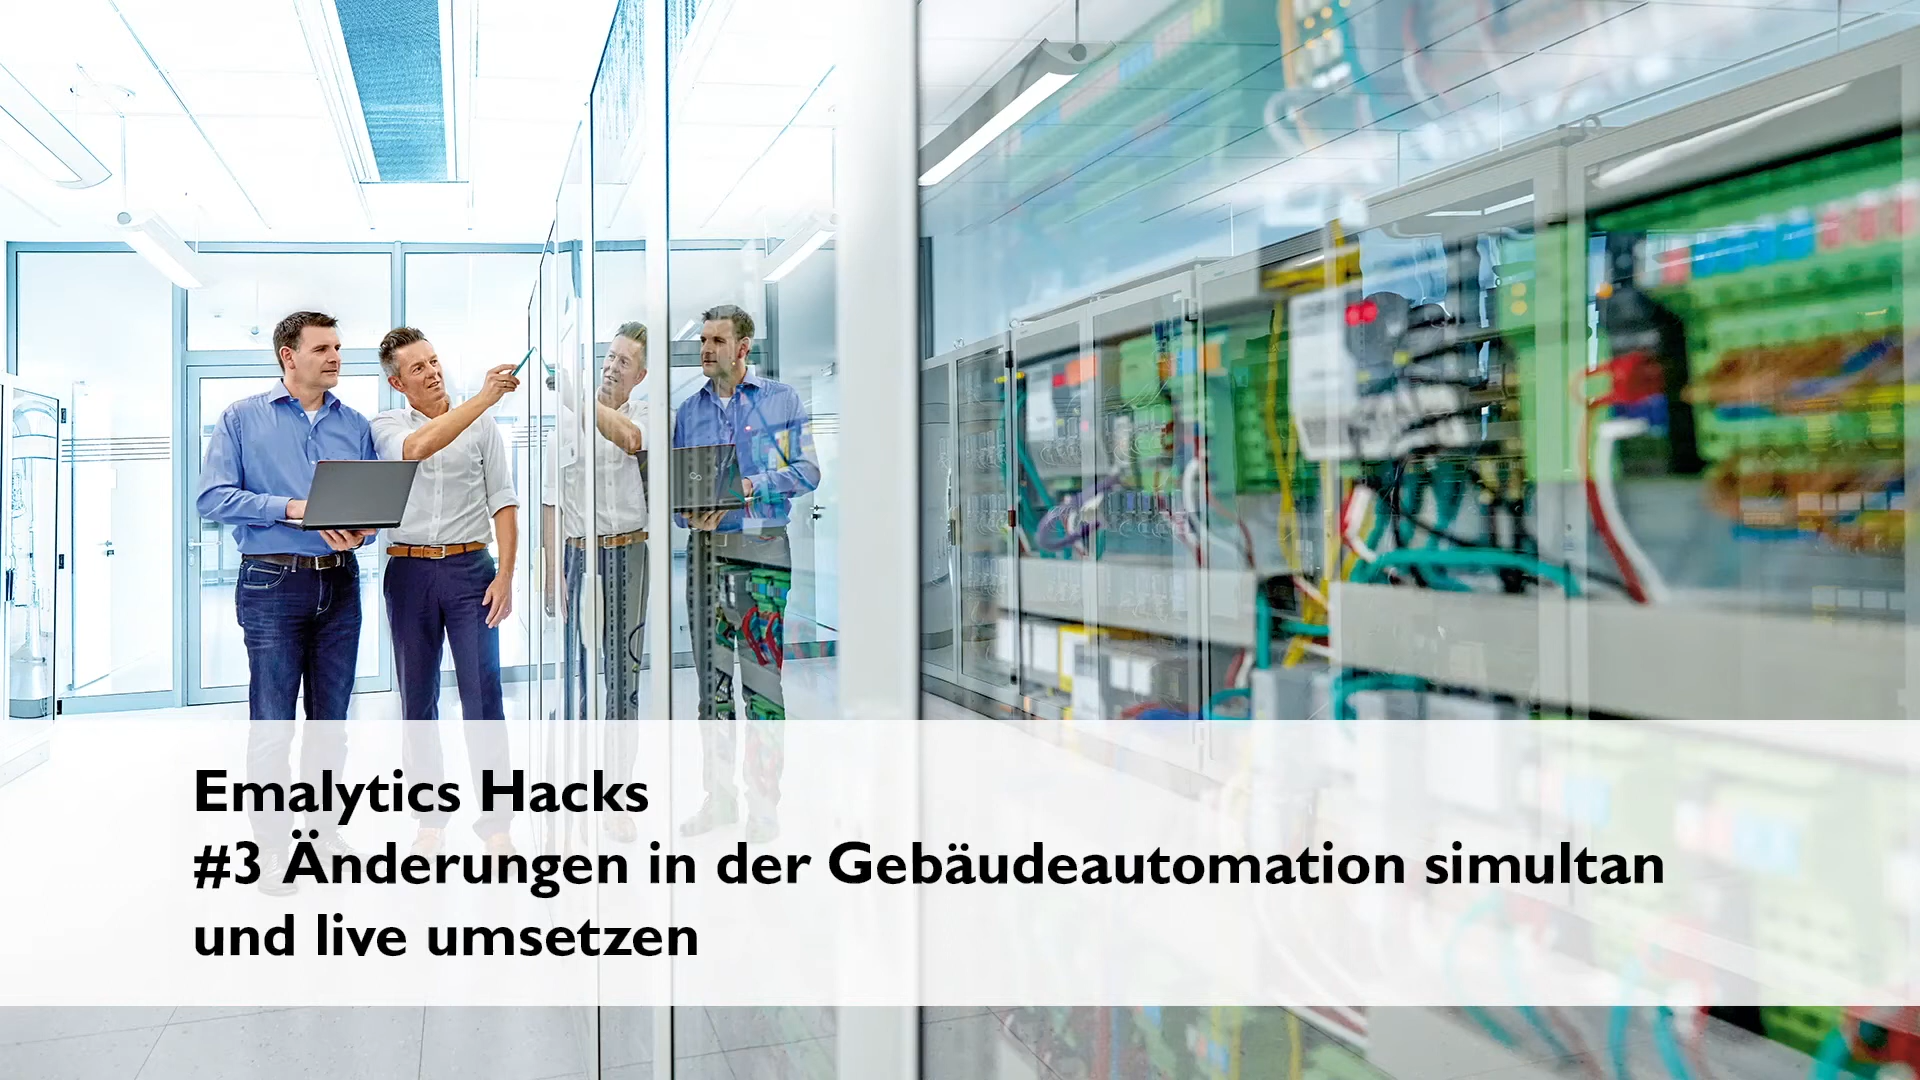 Emalytics Hacks
#3 Änderungen in der Gebäudeautomation simultan
und live umsetzen